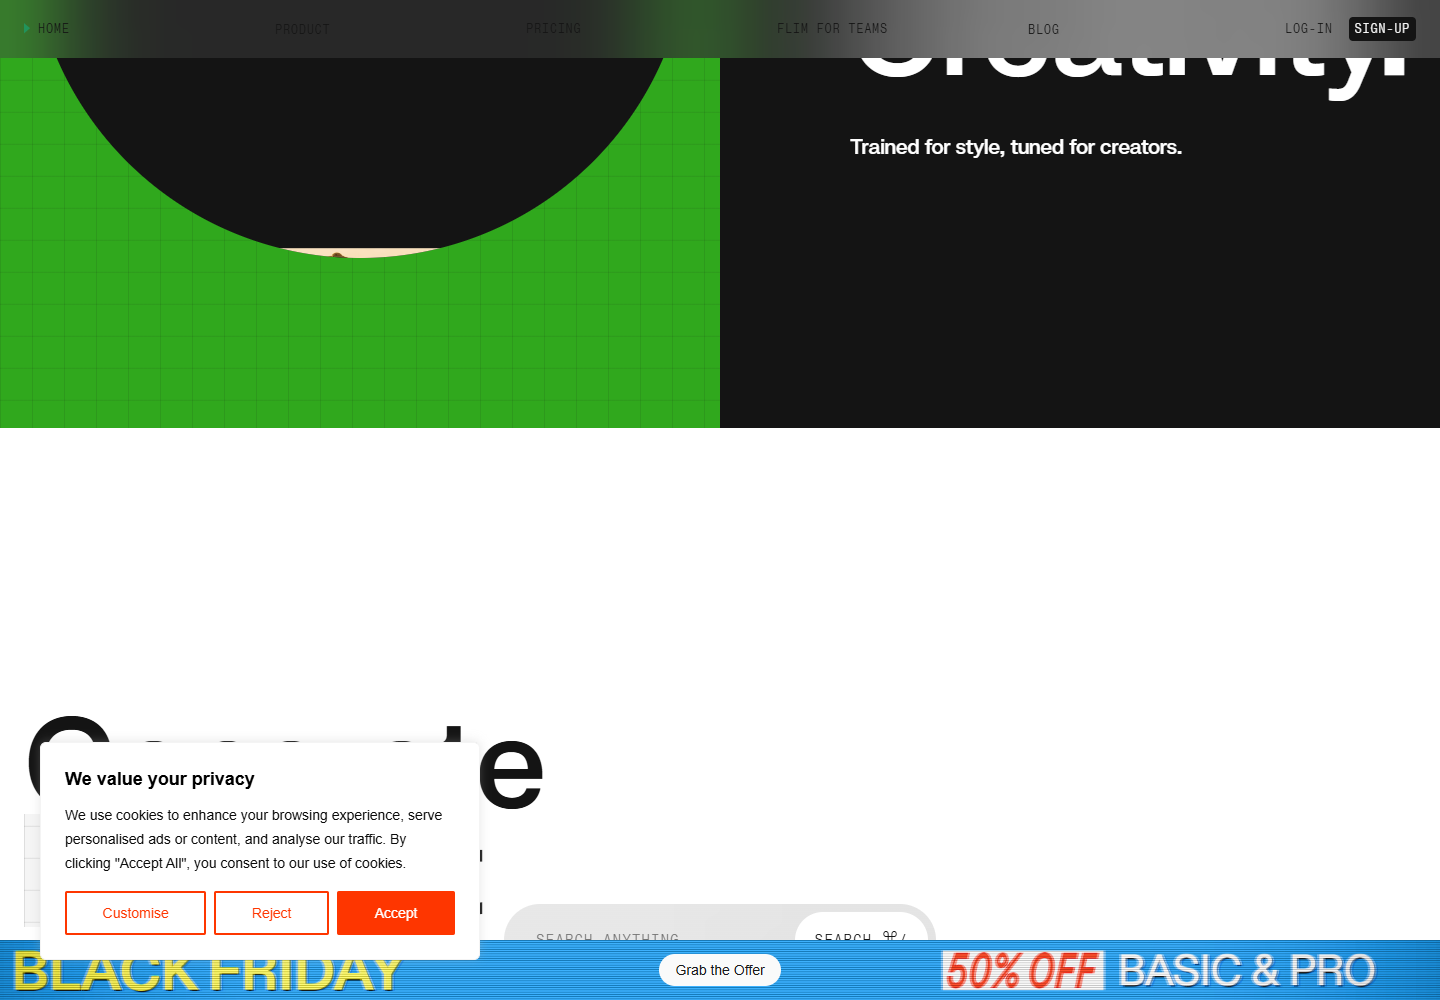 HOME
PRODUCT
PRICING
FLIM FOR TEAMS
BLOG
LOG-IN
SIGN-UP
Creativity.
Trained for style, tuned for creators.
We value your privacy
We use cookies to enhance your browsing experience, serve
personalised ads or content, and analyse our traffic. By
clicking "Accept All", you consent to our use of cookies.
Customise
Reject
Accept
SEARCH ANYTHING
SEARCH ⌘/
BLACK FRIDAY
Grab the Offer
50% OFF BASIC & PRO